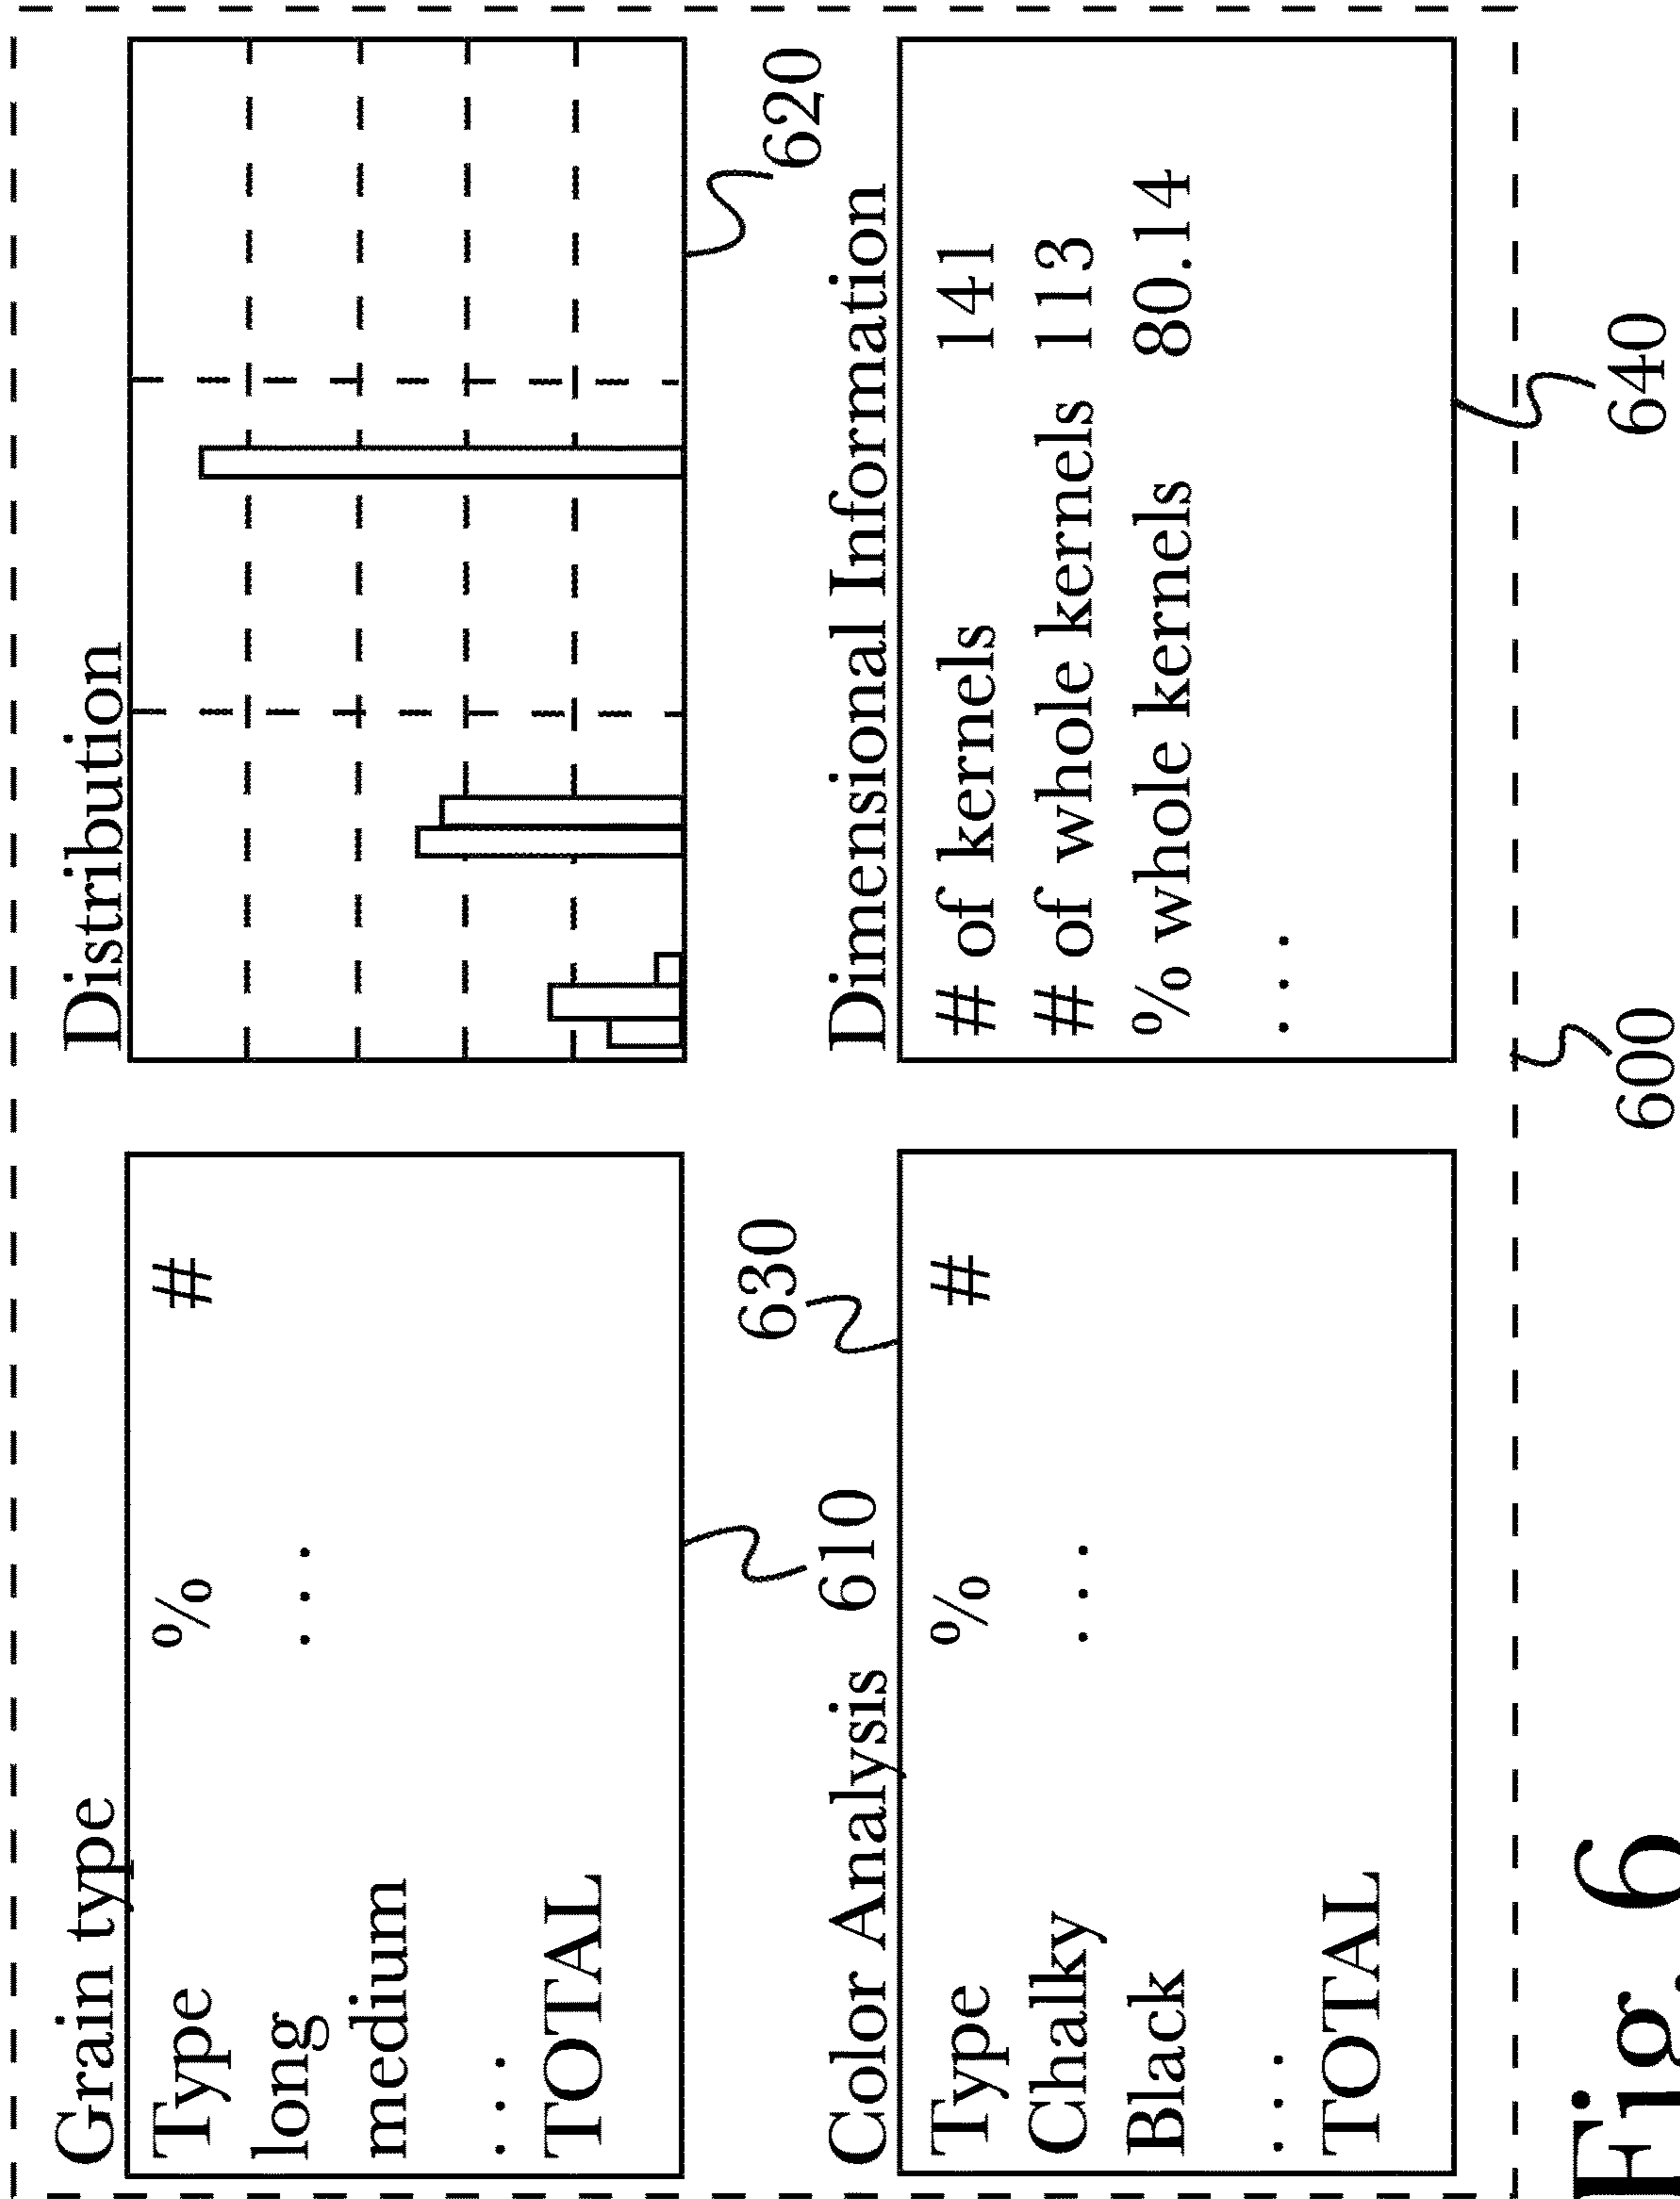 Grain type
Type % #
long . . .
medium
. . .
TOTAL
610
Distribution
620
Color Analysis
630
Type % #
Chalky . . .
Black
. . .
TOTAL
Dimensional Information
# of kernels 141
# of whole kernels 113
% whole kernels 80.14
. . .
640
600
Fig. 6